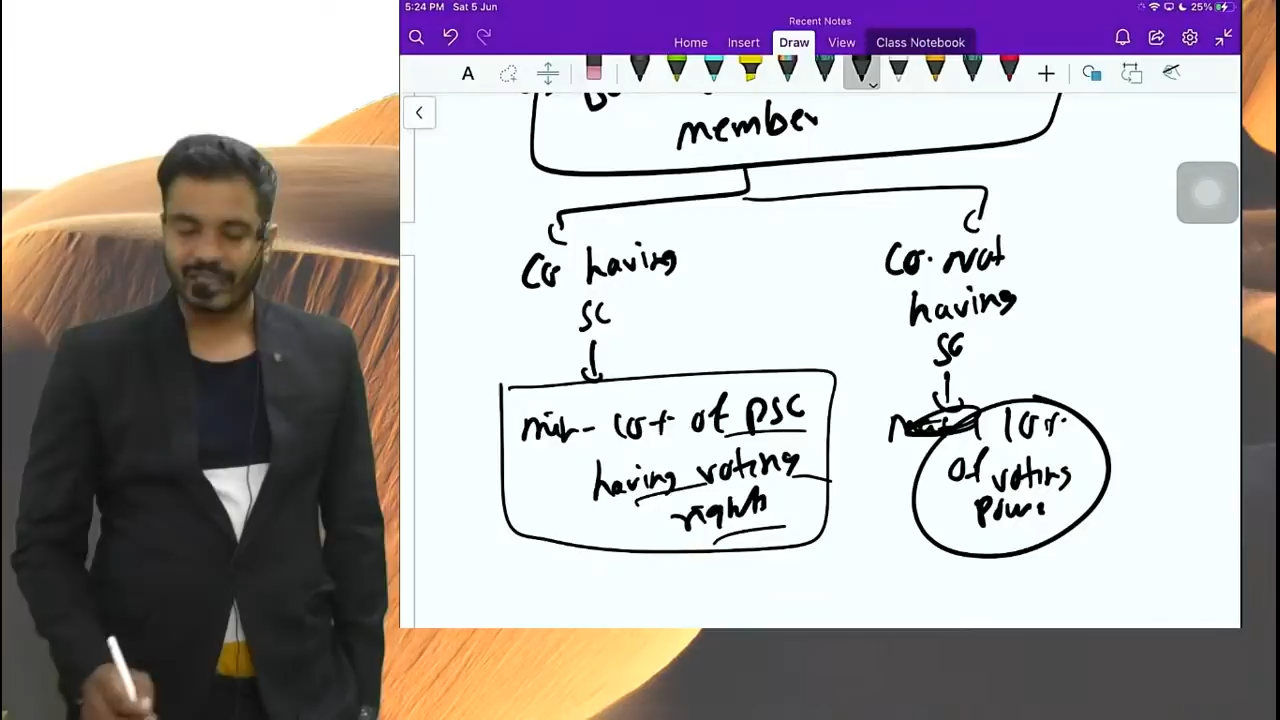 5:24 PM Sat 5 Jun
25%
Recent Notes
Home Insert Draw View Class Notebook
A
member
Co having
SC
Co. not
having
SC
min- 10% of PSC
having voting
rights
10%
of voting
power